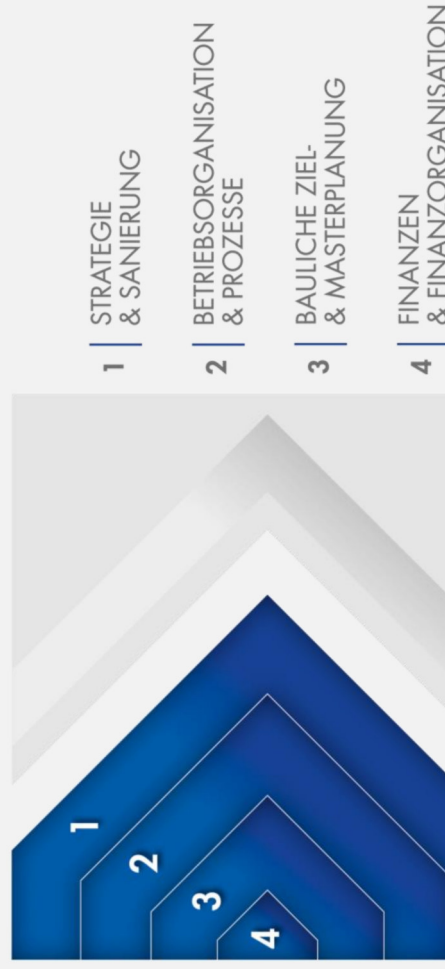 1
2
3
4
1
STRATEGIE
& SANIERUNG
2
BETRIEBSORGANISATION
& PROZESSE
3
BAULICHE ZIEL-
& MASTERPLANUNG
4
FINANZEN
& FINANZORGANISATION